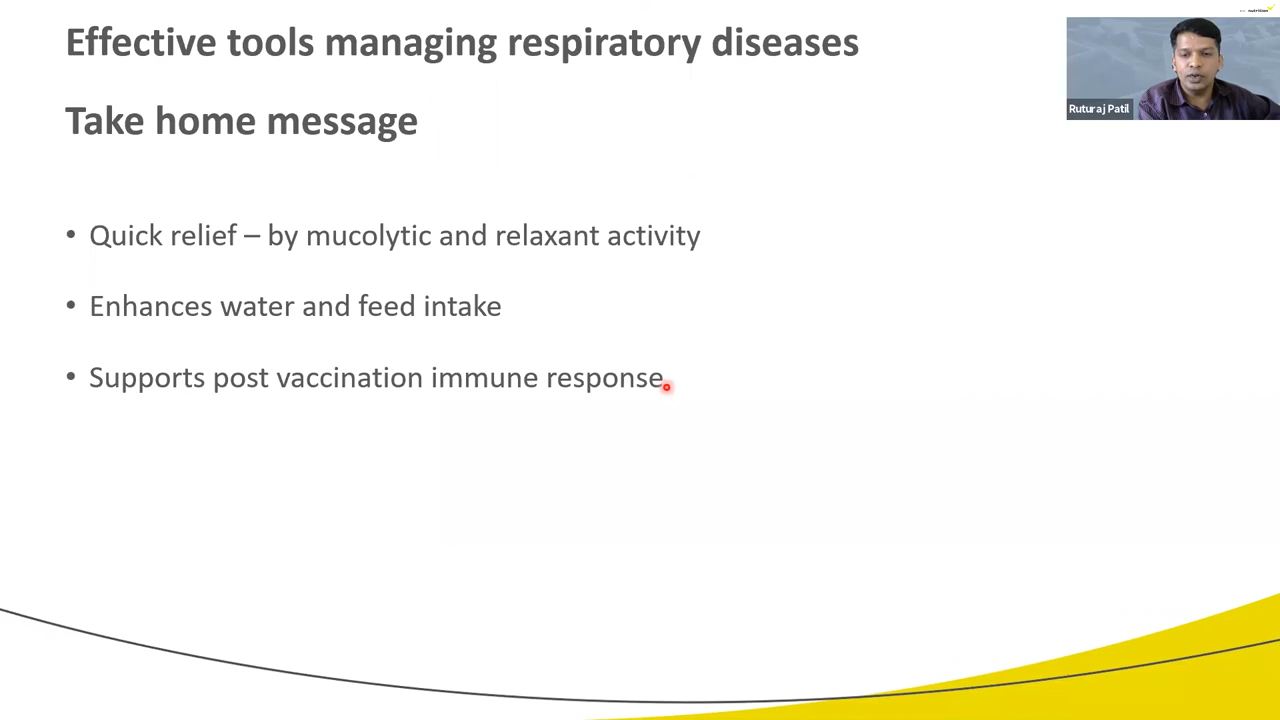 nutrition
Effective tools managing respiratory diseases
Ruturaj Patil
Take home message
• Quick relief – by mucolytic and relaxant activity
• Enhances water and feed intake
• Supports post vaccination immune response